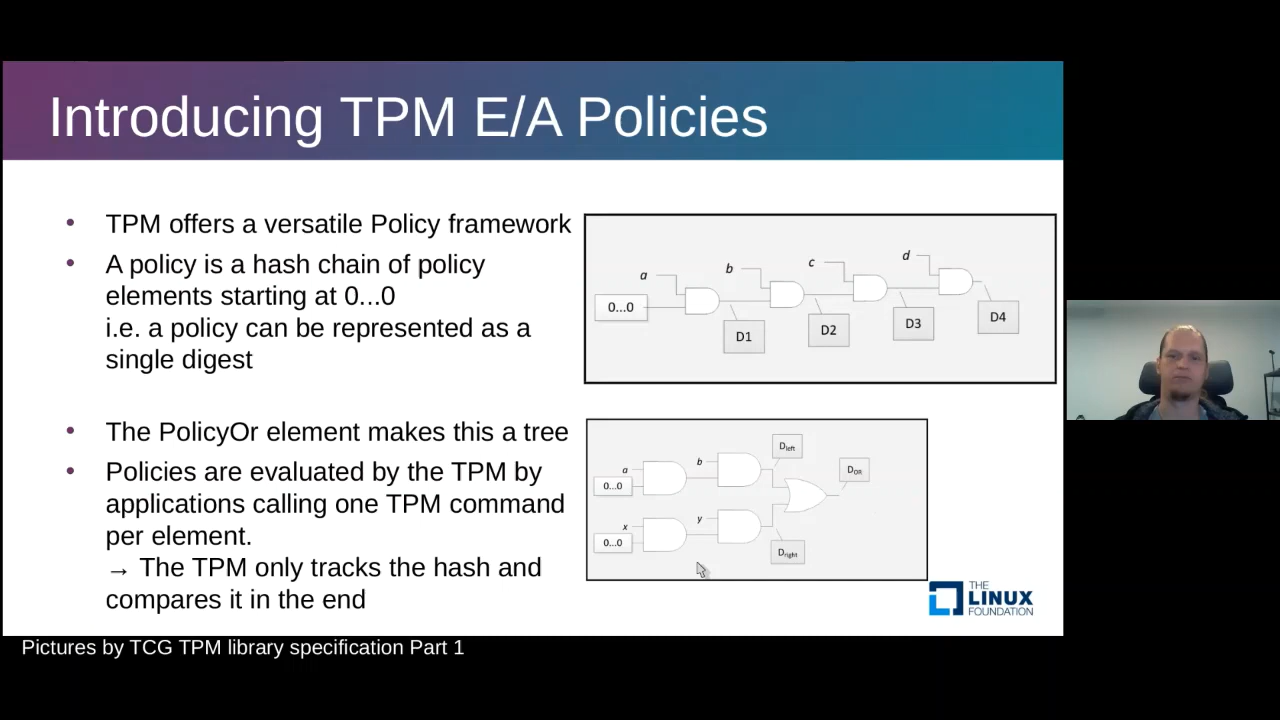 Introducing TPM E/A Policies
• TPM offers a versatile Policy framework
• A policy is a hash chain of policy
elements starting at 0...0
i.e. a policy can be represented as a
single digest
• The PolicyOr element makes this a tree
• Policies are evaluated by the TPM by
applications calling one TPM command
per element.
→ The TPM only tracks the hash and
compares it in the end
a
b
c
d
0...0
D1
D2
D3
D4
a
b
0...0
Dleft
DOR
x
y
0...0
Dright
THE
LINUX
FOUNDATION
Pictures by TCG TPM library specification Part 1